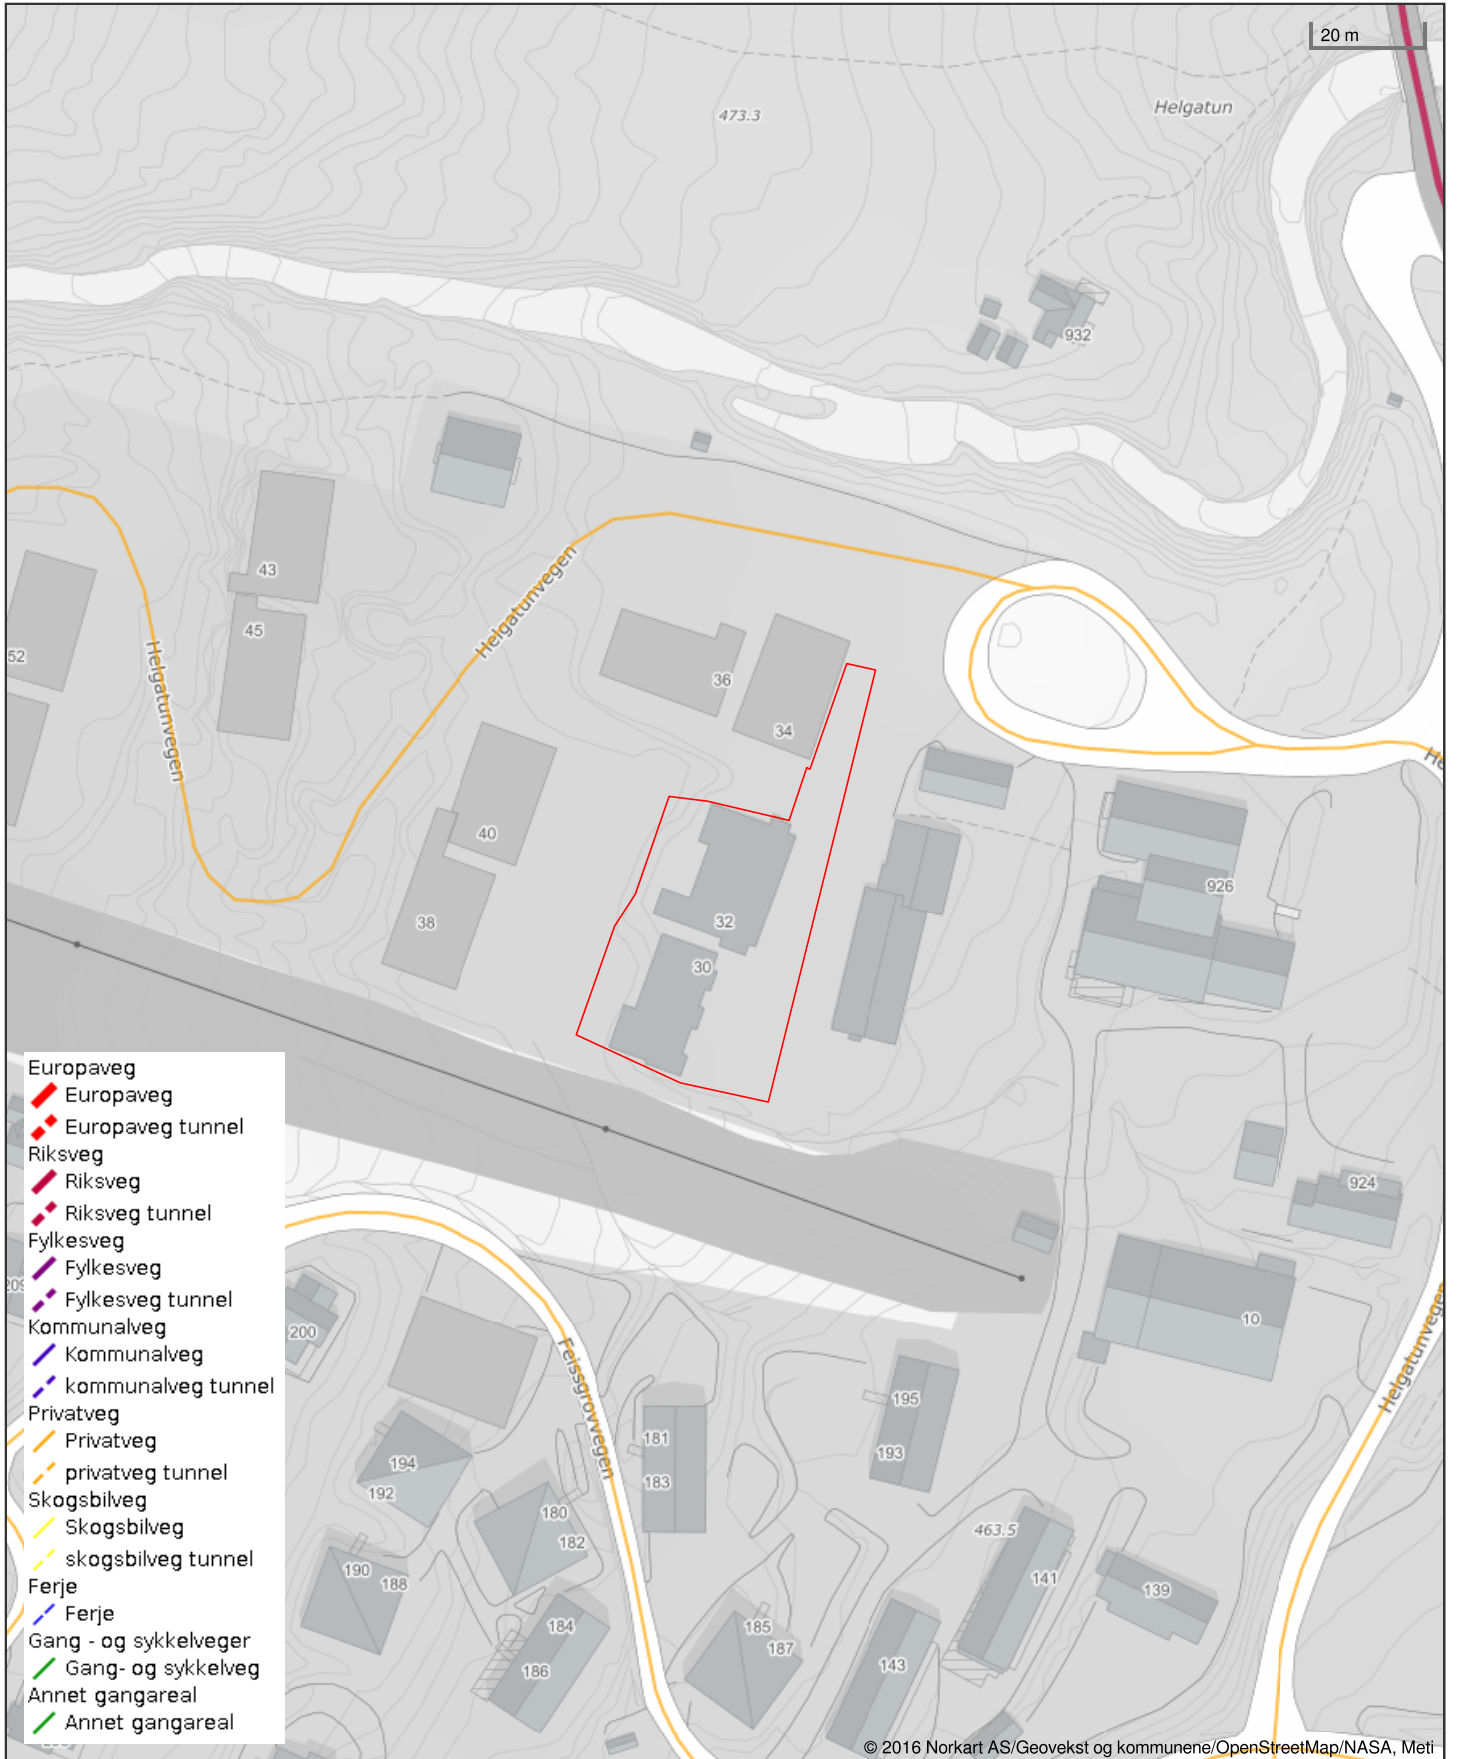 20 m
473.3
Helgatun
932
43
45
52
Helgatunvegen
Helgatunvegen
36
34
40
38
32
30
926
924
10
Helgatunvegen
Feissgrovvegen
200
194
192
190
188
180
182
184
186
181
183
185
187
195
193
463.5
141
139
143
Europaveg
Europaveg
Europaveg tunnel
Riksveg
Riksveg
Riksveg tunnel
Fylkesveg
Fylkesveg
Fylkesveg tunnel
Kommunalveg
Kommunalveg
kommunalveg tunnel
Privatveg
Privatveg
privatveg tunnel
Skogsbilveg
Skogsbilveg
skogsbilveg tunnel
Ferje
Ferje
Gang - og sykkelveger
Gang- og sykkelveg
Annet gangareal
Annet gangareal
© 2016 Norkart AS/Geovekst og kommunene/OpenStreetMap/NASA, Meti